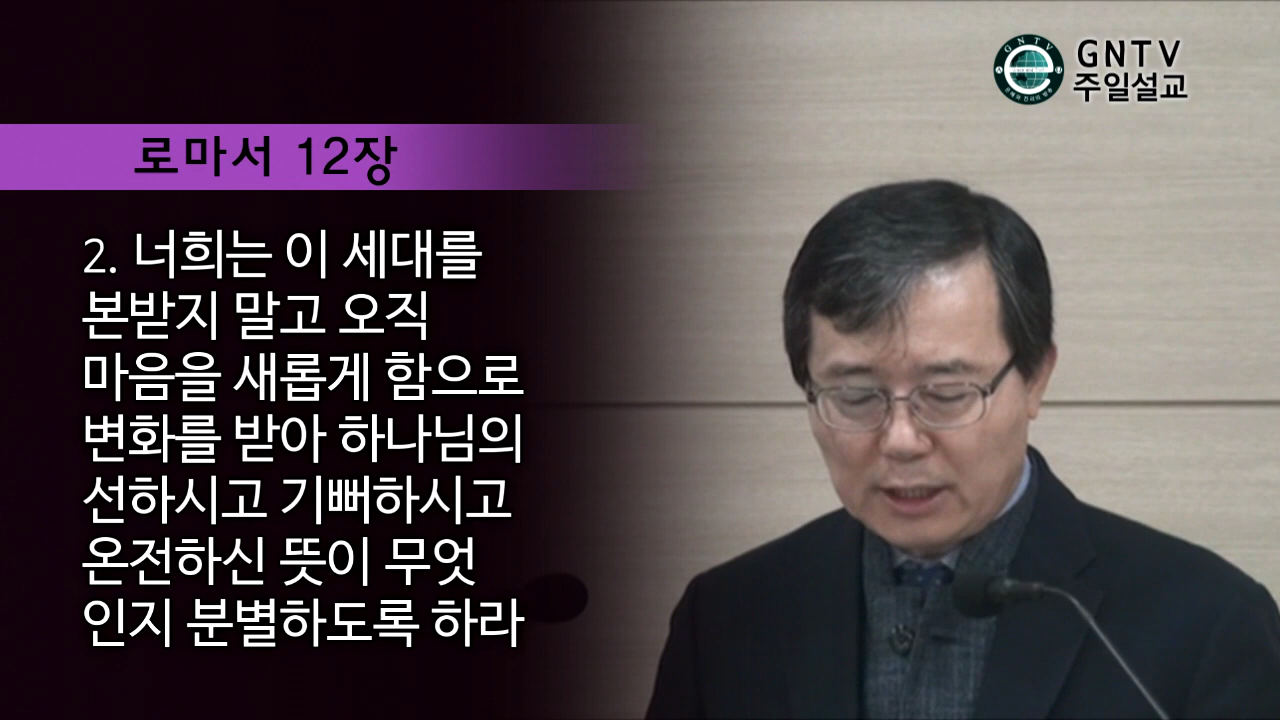 GNTV
주일설교
로마서 12장
2. 너희는 이 세대를
본받지 말고 오직
마음을 새롭게 함으로
변화를 받아 하나님의
선하시고 기뻐하시고
온전하신 뜻이 무엇
인지 분별하도록 하라